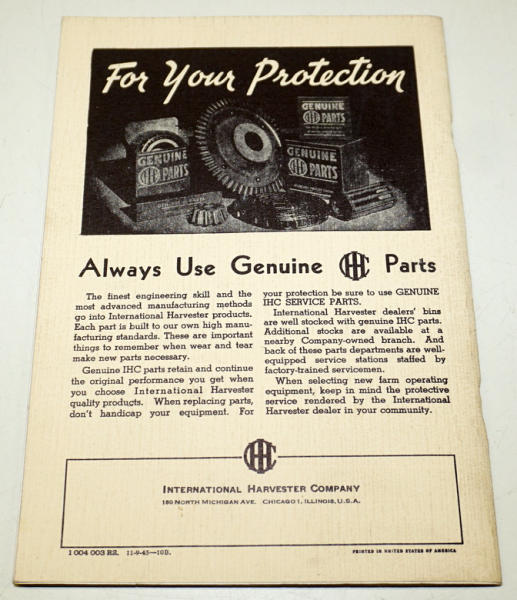 For Your Protection
GENUINE
IHC PARTS
GENUINE
IHC PARTS
GENUINE
IHC PARTS
Always Use Genuine IHC Parts
The finest engineering skill and the
most advanced manufacturing methods
go into International Harvester products.
Each part is built to our own high manu-
facturing standards. These are important
things to remember when wear and tear
make new parts necessary.
Genuine IHC parts retain and continue
the original performance you get when
you choose International Harvester
quality products. When replacing parts,
don't handicap your equipment. For
your protection be sure to use GENUINE
IHC SERVICE PARTS.
International Harvester dealers' bins
are well stocked with genuine IHC parts.
Additional stocks are available at a
nearby Company-owned branch. And
back of these parts departments are well-
equipped service stations staffed by
factory-trained servicemen.
When selecting new farm operating
equipment, keep in mind the protective
service rendered by the International
Harvester dealer in your community.
IHC
INTERNATIONAL HARVESTER COMPANY
180 NORTH MICHIGAN AVE. CHICAGO 1, ILLINOIS, U.S.A.
1 004 003 R2. 11-9-45—10B.
PRINTED IN UNITED STATES OF AMERICA